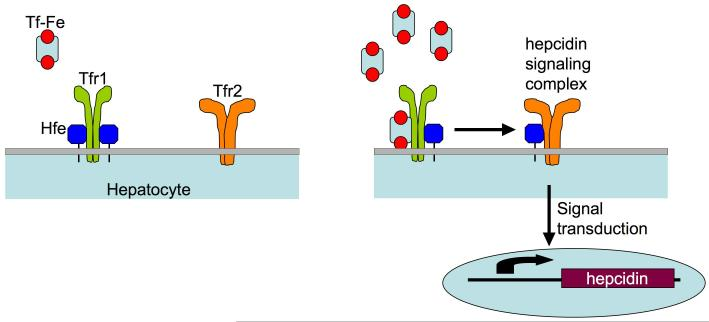 Tf-Fe
Tfr1
Tfr2
Hfe
Hepatocyte
hepcidin
signaling
complex
Signal
transduction
hepcidin